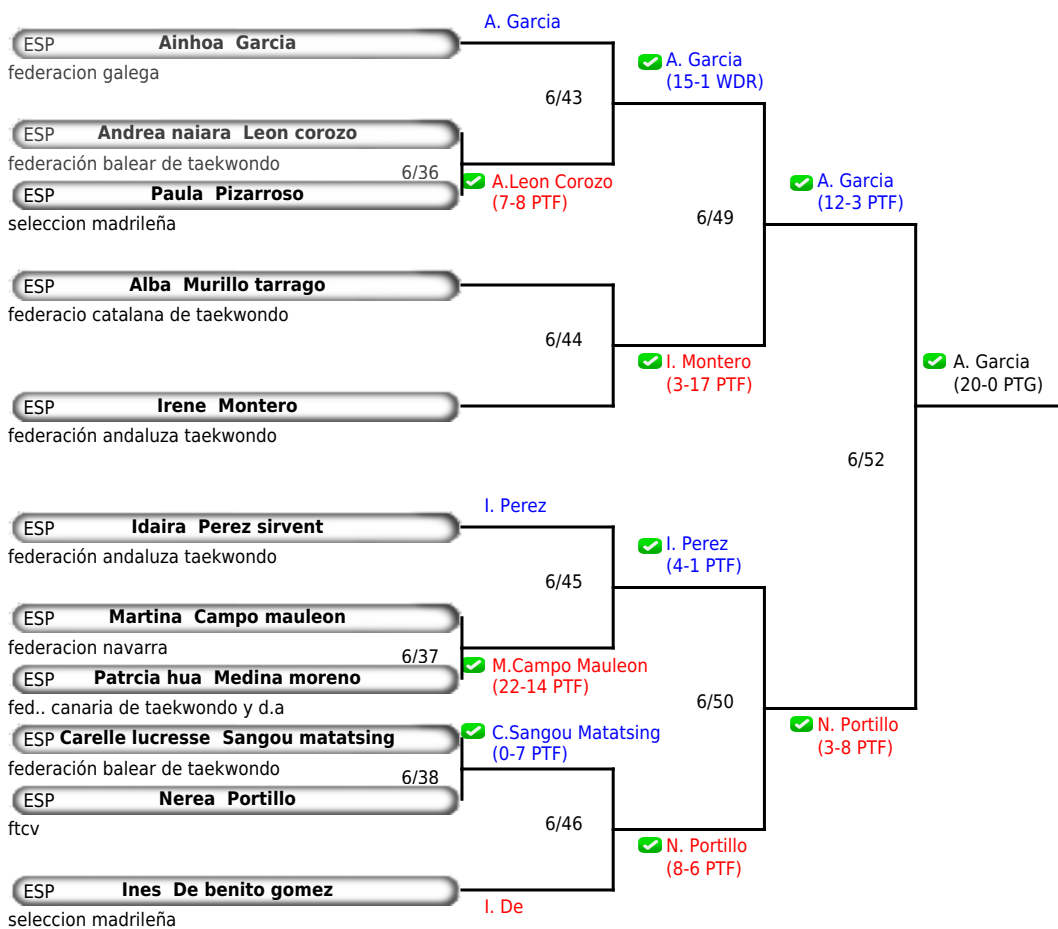 A. Garcia
ESP Ainhoa Garcia
federacion galega
A. Garcia
(15-1 WDR)
6/43
ESP Andrea naiara Leon corozo
federación balear de taekwondo
6/36
ESP Paula Pizarroso
seleccion madrileña
A.Leon Corozo
(7-8 PTF)
A. Garcia
(12-3 PTF)
6/49
ESP Alba Murillo tarrago
federacio catalana de taekwondo
6/44
I. Montero
(3-17 PTF)
A. Garcia
(20-0 PTG)
ESP Irene Montero
federación andaluza taekwondo
6/52
I. Perez
ESP Idaira Perez sirvent
federación andaluza taekwondo
I. Perez
(4-1 PTF)
6/45
ESP Martina Campo mauleon
federacion navarra
6/37
ESP Patrcia hua Medina moreno
fed.. canaria de taekwondo y d.a
M.Campo Mauleon
(22-14 PTF)
6/50
N. Portillo
(3-8 PTF)
ESP Carelle lucresse Sangou matatsing
federación balear de taekwondo
C.Sangou Matatsing
(0-7 PTF)
6/38
ESP Nerea Portillo
ftcv
6/46
N. Portillo
(8-6 PTF)
ESP Ines De benito gomez
seleccion madrileña
I. De